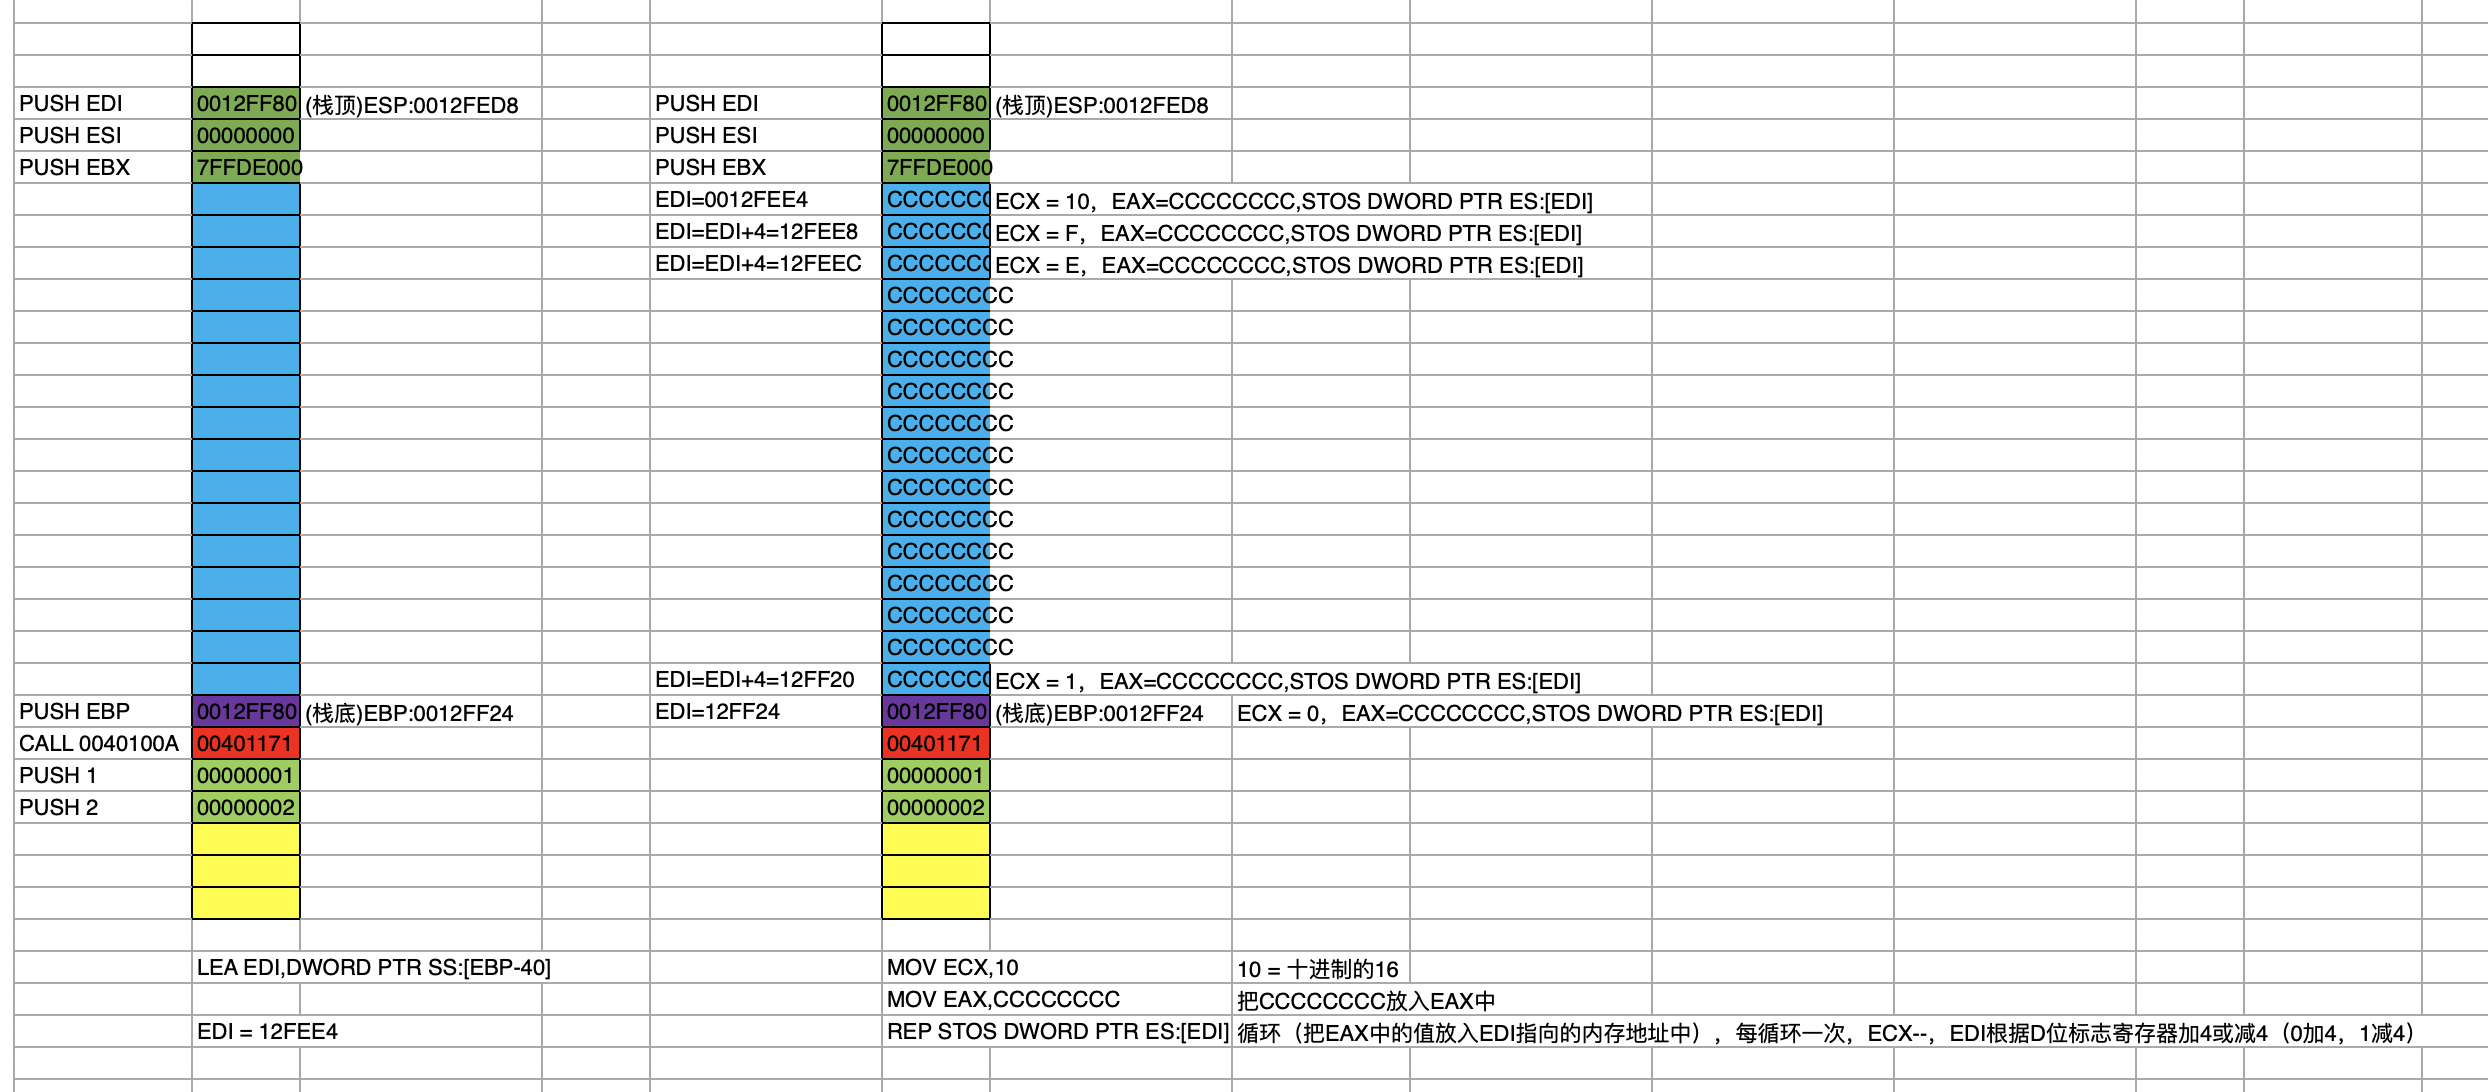 PUSH EDI 0012FF80 (栈顶)ESP:0012FED8 PUSH EDI 0012FF80 (栈顶)ESP:0012FED8
PUSH ESI 00000000 PUSH ESI 00000000
PUSH EBX 7FFDE000 PUSH EBX 7FFDE000
EDI=0012FEE4 CCCCCCC ECX = 10，EAX=CCCCCCCC,STOS DWORD PTR ES:[EDI]
EDI=EDI+4=12FEE8 CCCCCCC ECX = F，EAX=CCCCCCCC,STOS DWORD PTR ES:[EDI]
EDI=EDI+4=12FEEC CCCCCCC ECX = E，EAX=CCCCCCCC,STOS DWORD PTR ES:[EDI]
CCCCCCCC
CCCCCCCC
CCCCCCCC
CCCCCCCC
CCCCCCCC
CCCCCCCC
CCCCCCCC
CCCCCCCC
CCCCCCCC
CCCCCCCC
CCCCCCCC
CCCCCCCC
EDI=EDI+4=12FF20 CCCCCCC ECX = 1，EAX=CCCCCCCC,STOS DWORD PTR ES:[EDI]
PUSH EBP 0012FF80 (栈底)EBP:0012FF24 EDI=12FF24 0012FF80 (栈底)EBP:0012FF24 ECX = 0，EAX=CCCCCCCC,STOS DWORD PTR ES:[EDI]
CALL 0040100A 00401171 00401171
PUSH 1 00000001 00000001
PUSH 2 00000002 00000002
LEA EDI,DWORD PTR SS:[EBP-40] MOV ECX,10 10 = 十进制的16
MOV EAX,CCCCCCCC 把CCCCCCCC放入EAX中
EDI = 12FEE4 REP STOS DWORD PTR ES:[EDI] 循环（把EAX中的值放入EDI指向的内存地址中），每循环一次，ECX--，EDI根据D位标志寄存器加4或减4（0加4，1减4）